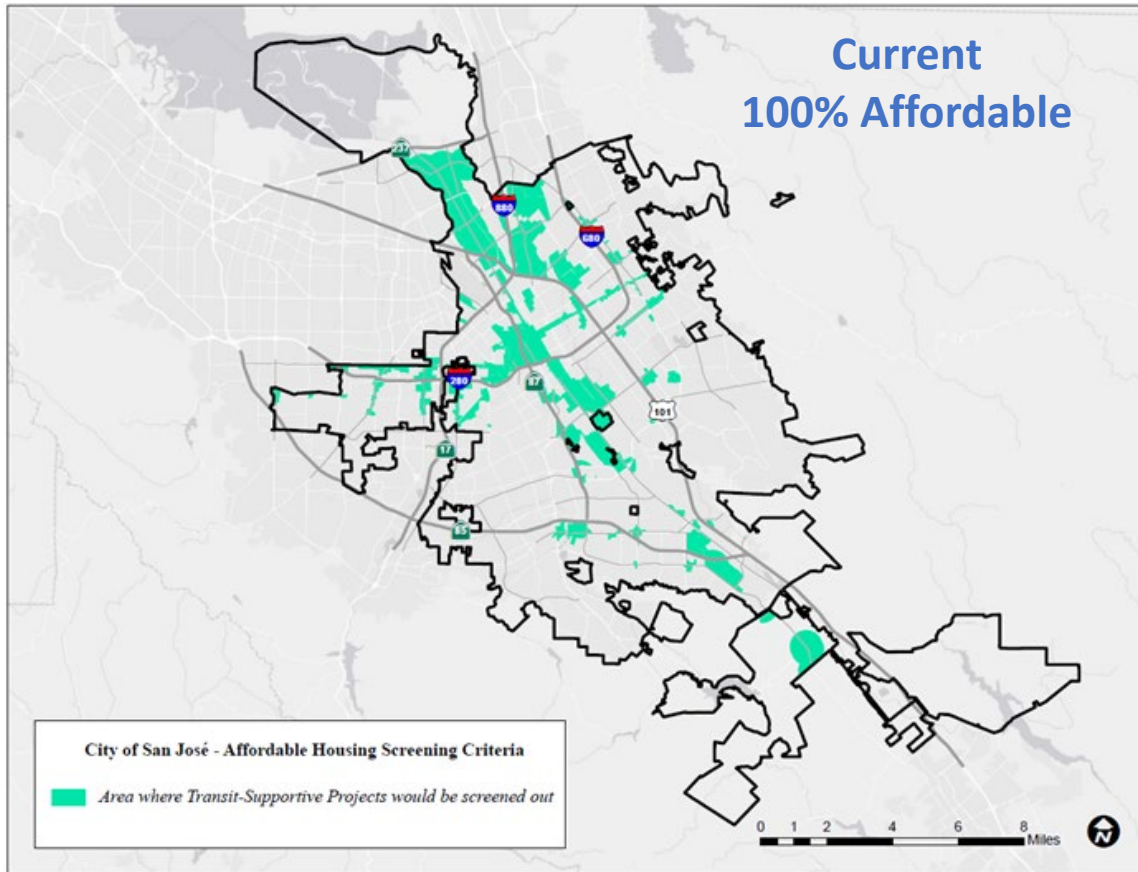 Current
100% Affordable
237
880
680
280
87
101
17
85
City of San José - Affordable Housing Screening Criteria
Area where Transit-Supportive Projects would be screened out
0 1 2 4 6 8
Miles
N